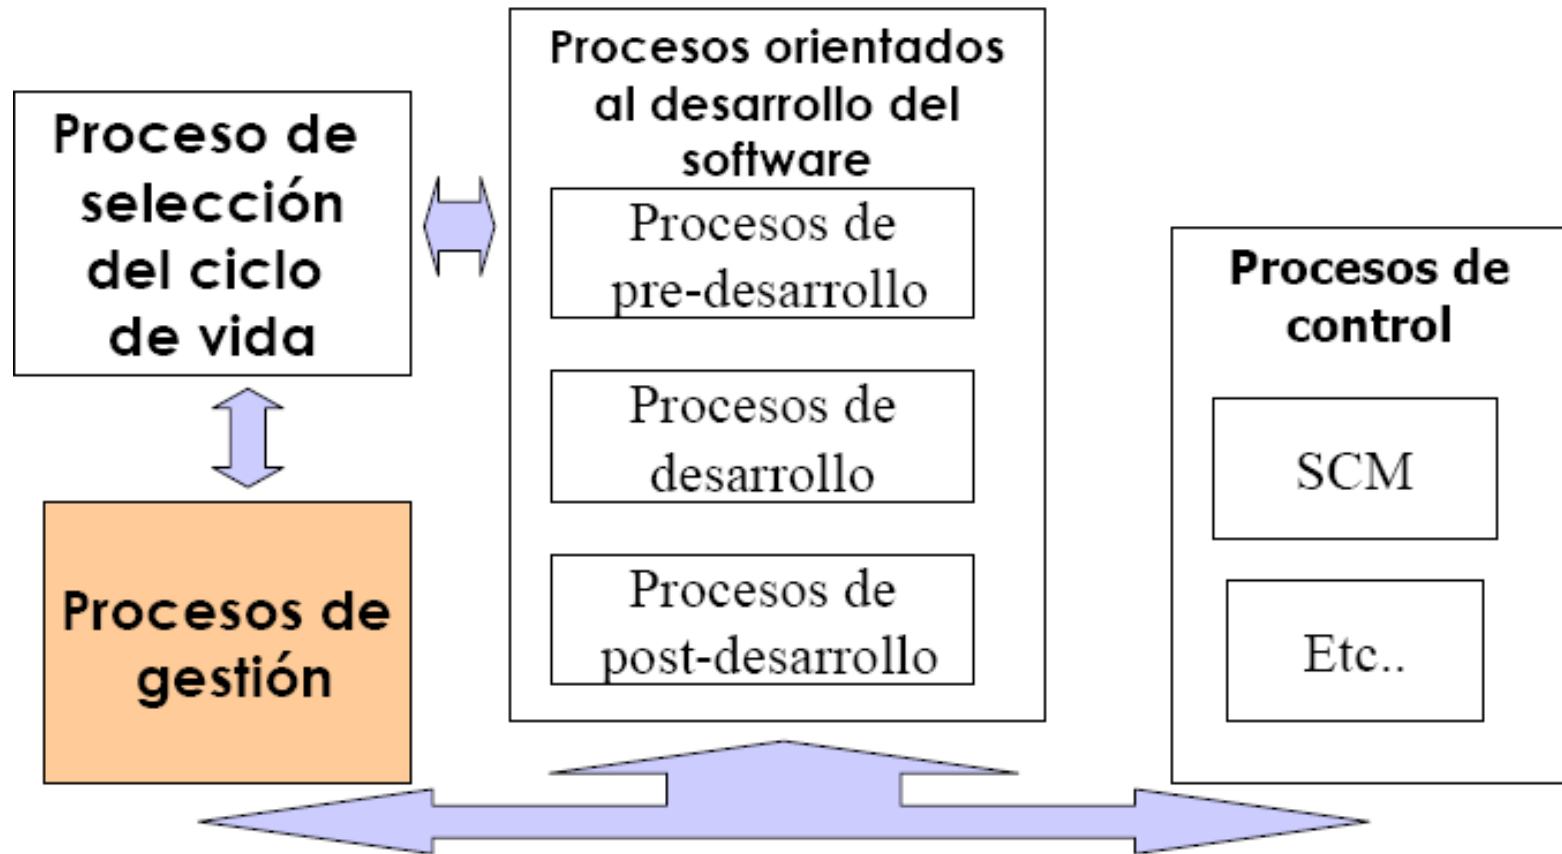 Proceso de
selección
del ciclo
de vida
Procesos de
gestión
Procesos orientados
al desarrollo del
software
Procesos de
pre-desarrollo
Procesos de
desarrollo
Procesos de
post-desarrollo
Procesos de
control
SCM
Etc..